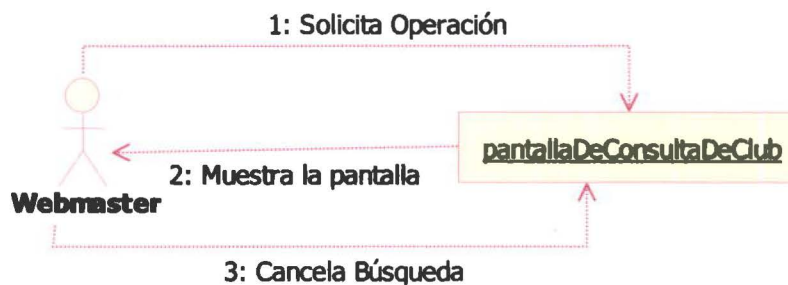 1: Solicita Operación
pantallaDeConsultaDeClub
2: Muestra la pantalla
Webmaster
3: Cancela Búsqueda